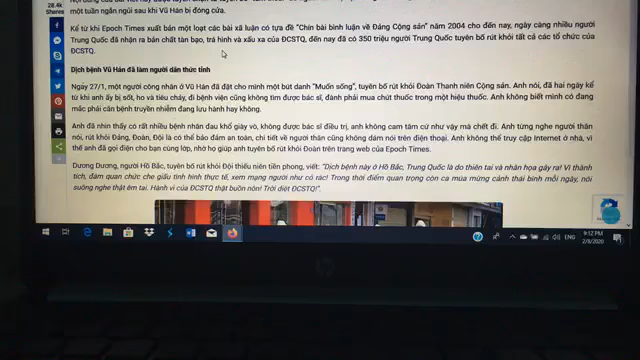 28.4k
Shares
một tuần ngắn ngủi sau khi Vũ Hán bị đóng cửa.
Kể từ khi Epoch Times xuất bản một loạt các bài xã luận có tựa đề "Chín bài bình luận về Đảng Cộng sản" năm 2004 cho đến nay, ngày càng nhiều người
Trung Quốc đã nhận ra bản chất tàn bạo, trá hình và xấu xa của ĐCSTQ, đến nay đã có 350 triệu người Trung Quốc tuyên bố rút khỏi tất cả các tổ chức của
ĐCSTQ.
Dịch bệnh Vũ Hán đã làm người dân thức tỉnh
Ngày 27/1, một người công nhân ở Vũ Hán đã đặt cho mình một bút danh "Muốn sống", tuyên bố rút khỏi Đoàn Thanh niên Cộng sản. Anh nói, đã hai ngày kể
từ khi anh ấy bị sốt, ho và tiêu chảy, đi bệnh viện cũng không tìm được bác sĩ, đành phải mua chút thuốc trong một hiệu thuốc. Anh không biết mình có đang
mắc phải căn bệnh truyền nhiễm đang lưu hành hay không.
Anh đã nhìn thấy có rất nhiều bệnh nhân đau khổ giãy vò, không được bác sĩ điều trị, anh không cam tâm cứ như vậy mà chết đi. Anh từng nghe người thân
nói, rút khỏi Đảng, Đoàn, Đội là có thể bảo đảm an toàn, chi tiết về người thân cũng không dám nói trên điện thoại. Anh không thể truy cập Internet ở nhà, vì
thế anh đã gọi điện cho bạn cùng lớp, nhờ họ giúp anh tuyên bố rút khỏi Đoàn trên trang web của Epoch Times.
Dương Dương, người Hồ Bắc, tuyên bố rút khỏi Đội thiếu niên tiền phong, viết: "Dịch bệnh này ở Hồ Bắc, Trung Quốc là do thiên tai và nhân họa gây ra! Vì thành
tích, đám quan chức che giấu tình hình thực tế, xem mạng người như cỏ rác! Trong thời điểm quan trọng còn ca múa mừng cảnh thái bình mỗi ngày, nói
suông nghe thật êm tai. Hành vi của ĐCSTQ thật buồn nôn! Trời diệt ĐCSTQ!".
ENG
9:12 PM
2/8/2020